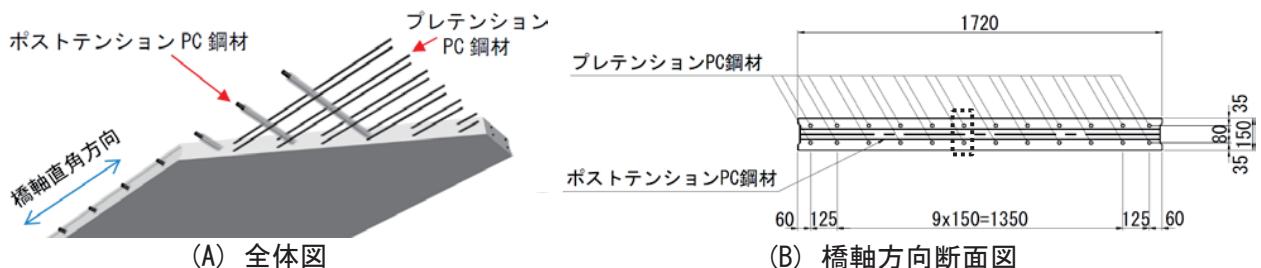 ポストテンション PC 鋼材
プレテンション
PC 鋼材
橋軸直角方向
(A) 全体図
1720
プレテンションPC鋼材
35
80
150
35
ポストテンションPC鋼材
60
125
9x150=1350
125
60
(B) 橋軸方向断面図